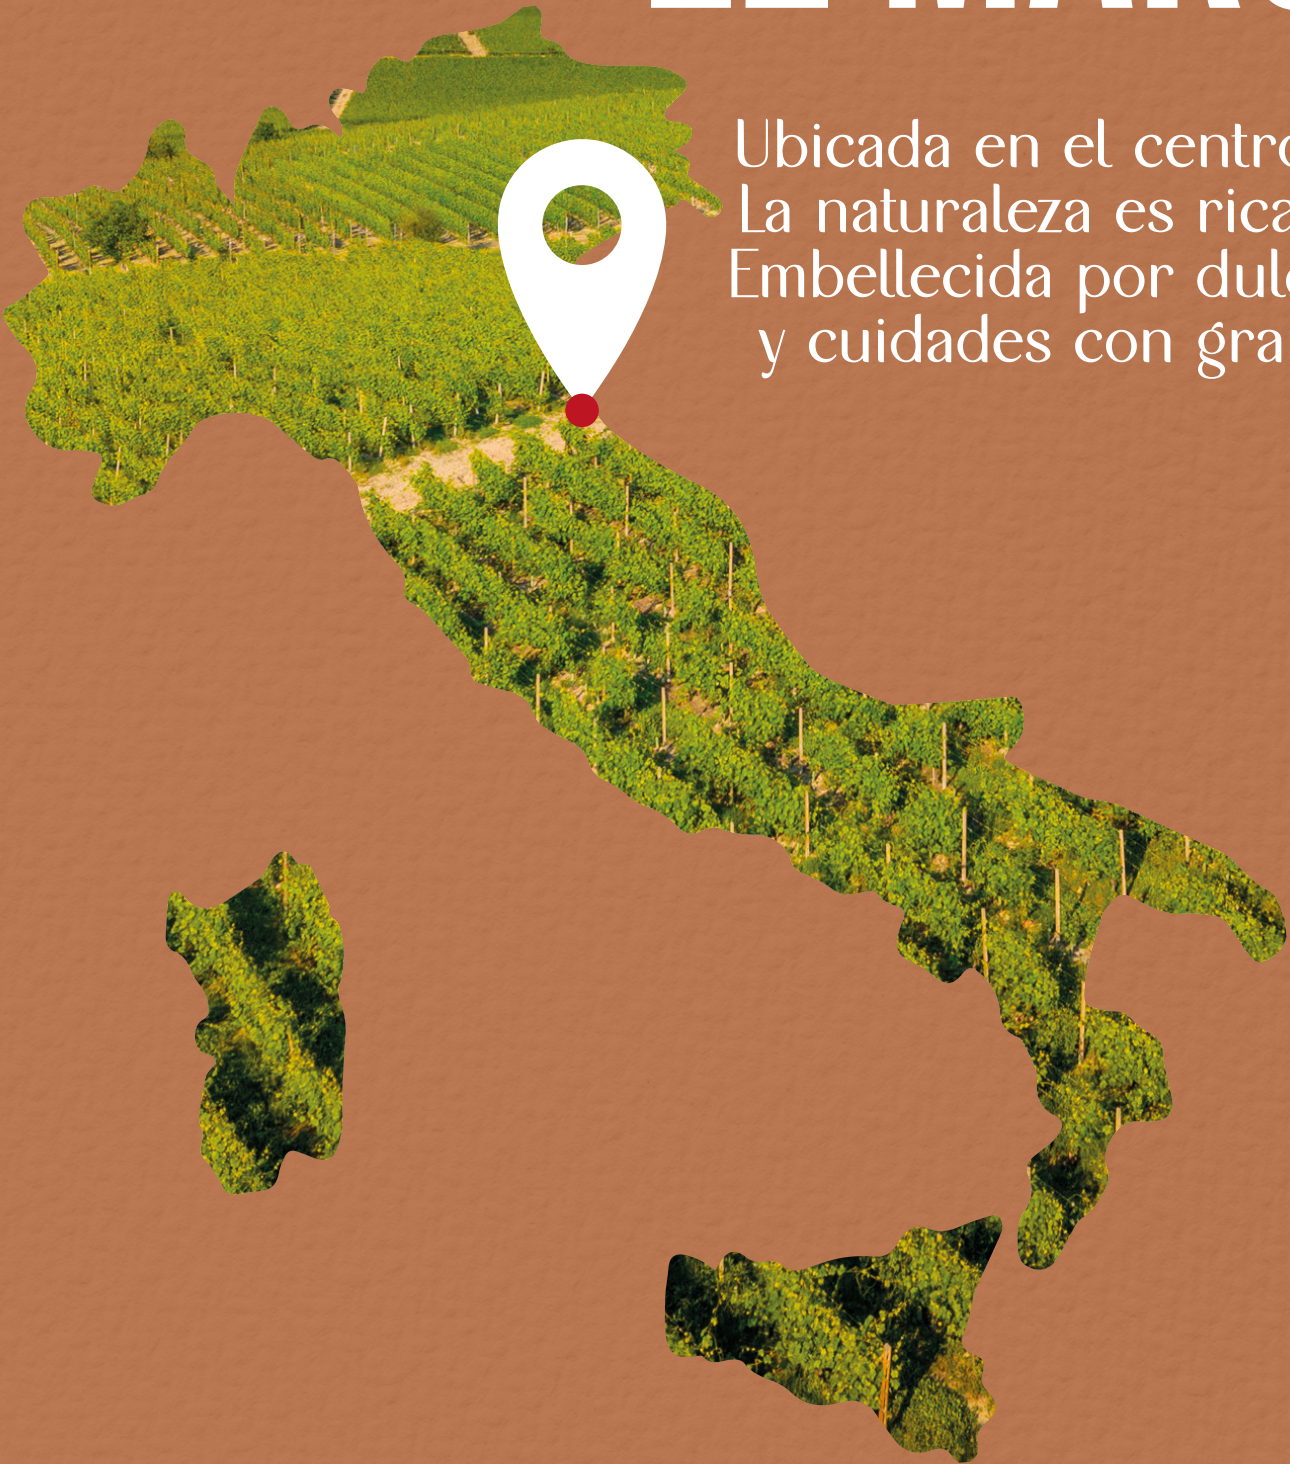 Ubicada en el centro
La naturaleza es rica
Embellecida por dul
y cuidades con gra